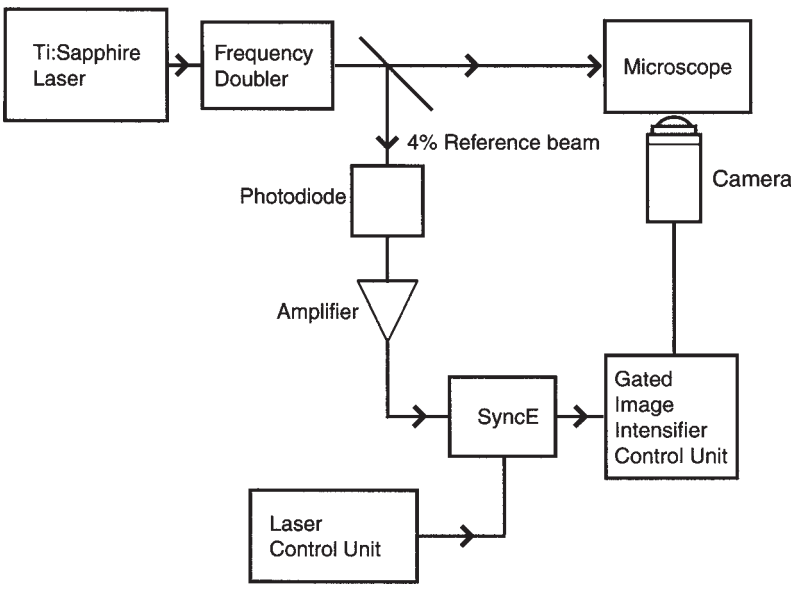 Ti:Sapphire
Laser
Frequency
Doubler
Microscope
4% Reference beam
Camera
Photodiode
Amplifier
SyncE
Gated
Image
Intensifier
Control Unit
Laser
Control Unit